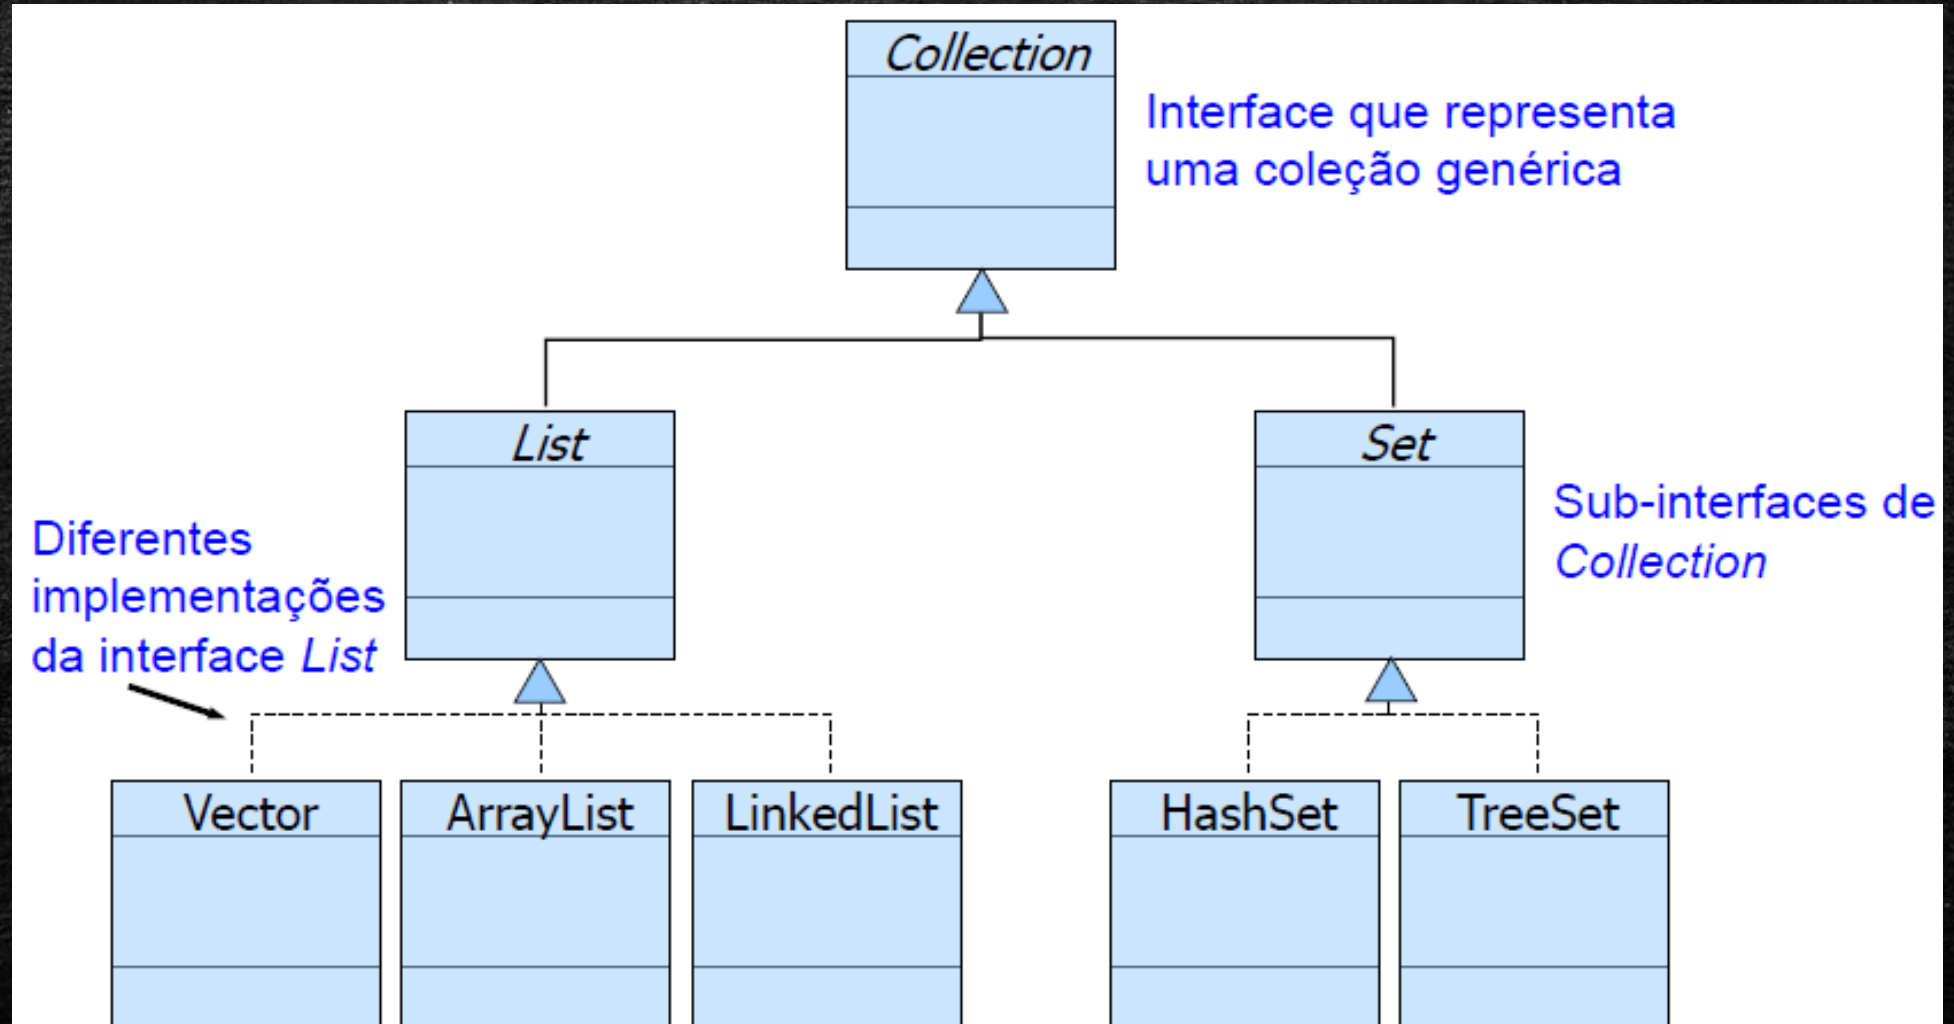 Collection
Interface que representa
uma coleção genérica
List
Set
Sub-interfaces de
Collection
Diferentes
implementações
da interface List
Vector
ArrayList
LinkedList
HashSet
TreeSet